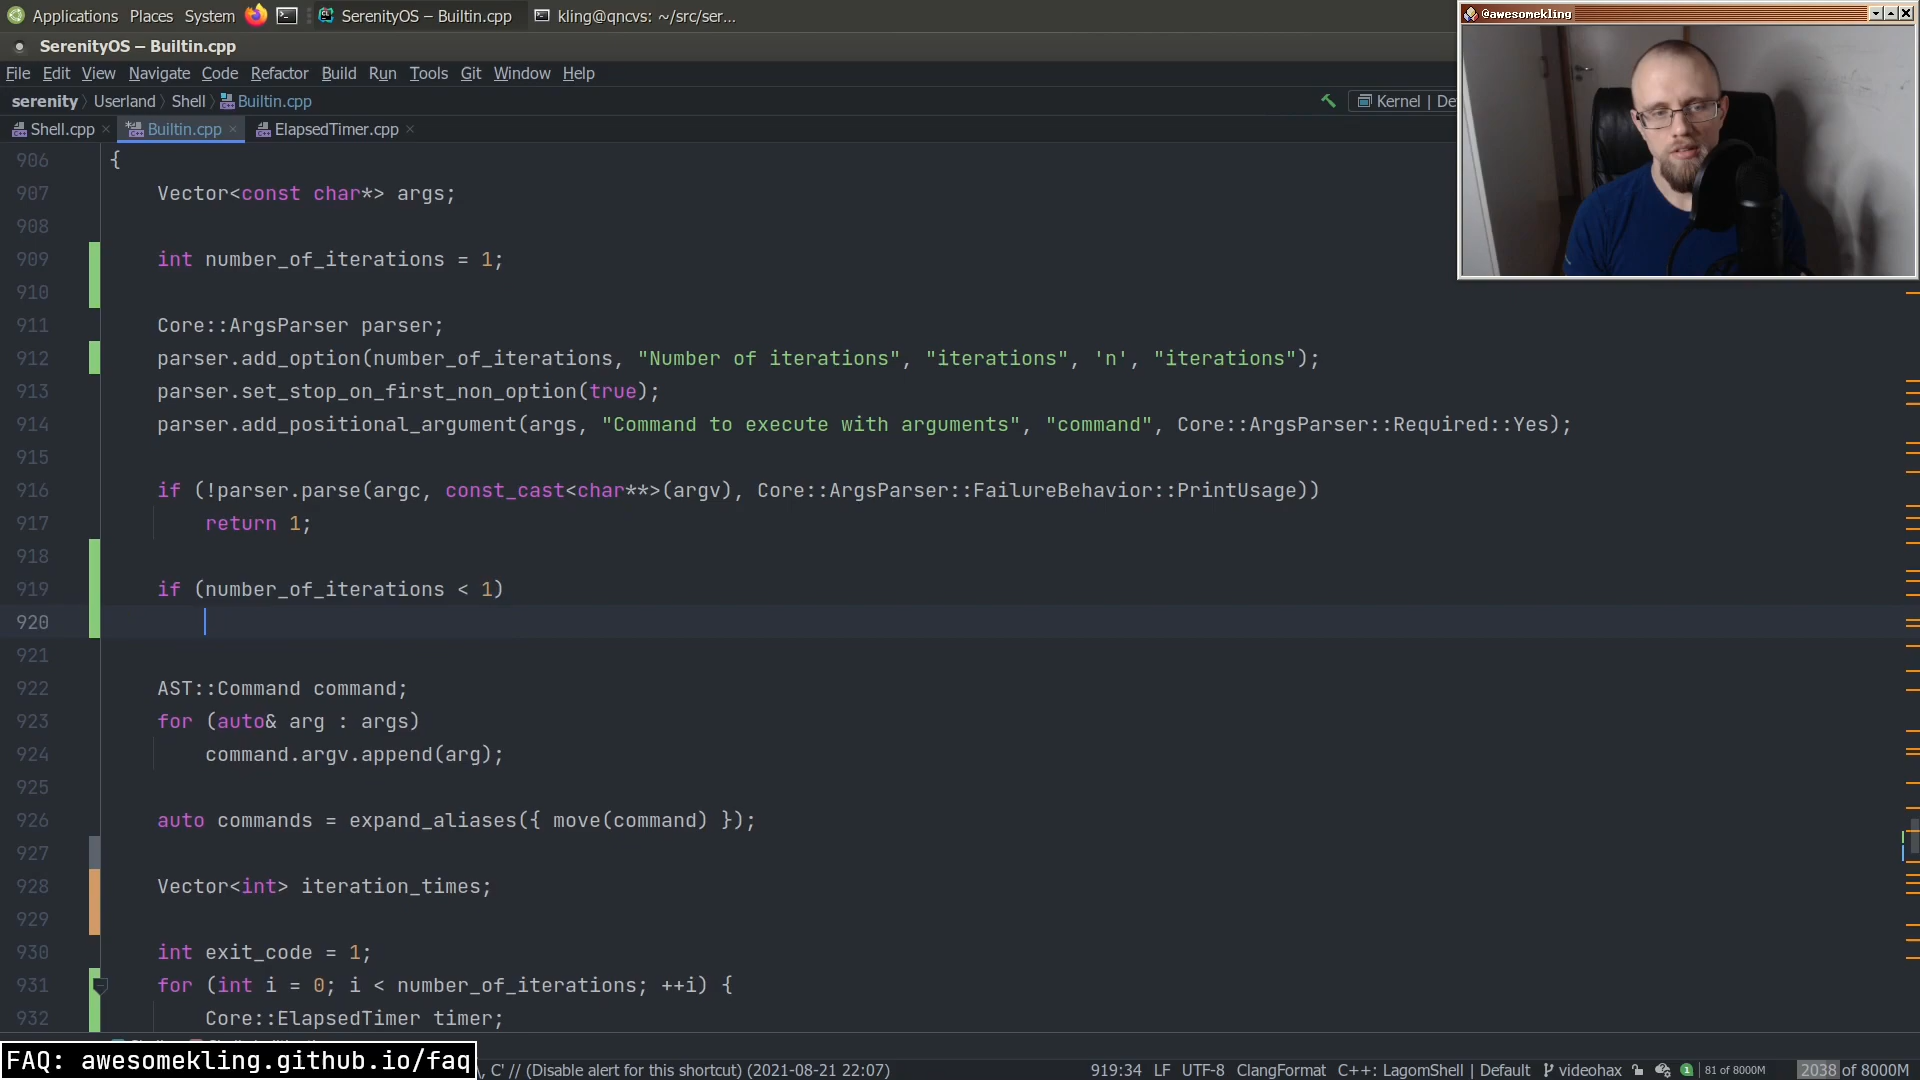 Applications Places System SerenityOS – Builtin.cpp kling@qncvs: ~/src/ser...
@awesomekling
SerenityOS – Builtin.cpp
File Edit View Navigate Code Refactor Build Run Tools Git Window Help
serenity Userland Shell Builtin.cpp Kernel | De
Shell.cpp Builtin.cpp ElapsedTimer.cpp
906 {
907 Vector<const char*> args;
908
909 int number_of_iterations = 1;
910
911 Core::ArgsParser parser;
912 parser.add_option(number_of_iterations, "Number of iterations", "iterations", 'n', "iterations");
913 parser.set_stop_on_first_non_option(true);
914 parser.add_positional_argument(args, "Command to execute with arguments", "command", Core::ArgsParser::Required::Yes);
915
916 if (!parser.parse(argc, const_cast<char**>(argv), Core::ArgsParser::FailureBehavior::PrintUsage))
917 return 1;
918
919 if (number_of_iterations < 1)
920
921
922 AST::Command command;
923 for (auto& arg : args)
924 command.argv.append(arg);
925
926 auto commands = expand_aliases({ move(command) });
927
928 Vector<int> iteration_times;
929
930 int exit_code = 1;
931 for (int i = 0; i < number_of_iterations; ++i) {
932 Core::ElapsedTimer timer;
FAQ: awesomekling.github.io/faq
\, C' // (Disable alert for this shortcut) (2021-08-21 22:07) 919:34 LF UTF-8 ClangFormat C++: LagomShell | Default videohax 1 81 of 8000M 2038 of 8000M